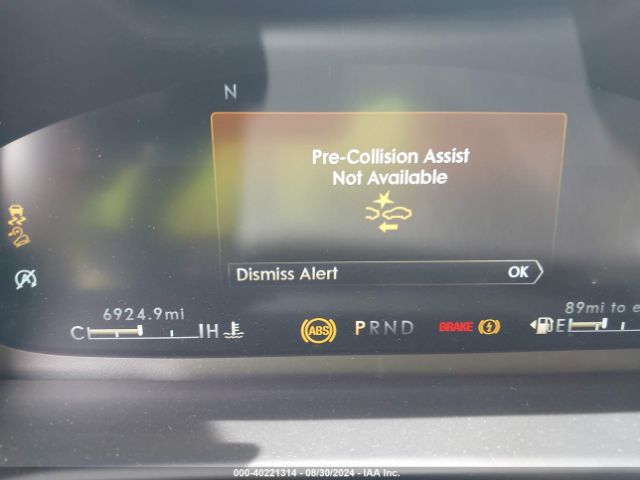 N
Pre-Collision Assist
Not Available
Dismiss Alert OK
6924.9mi 89mi to e
C H ABS PRND BRAKE E
000-40221314 - 08/30/2024 - IAA Inc.